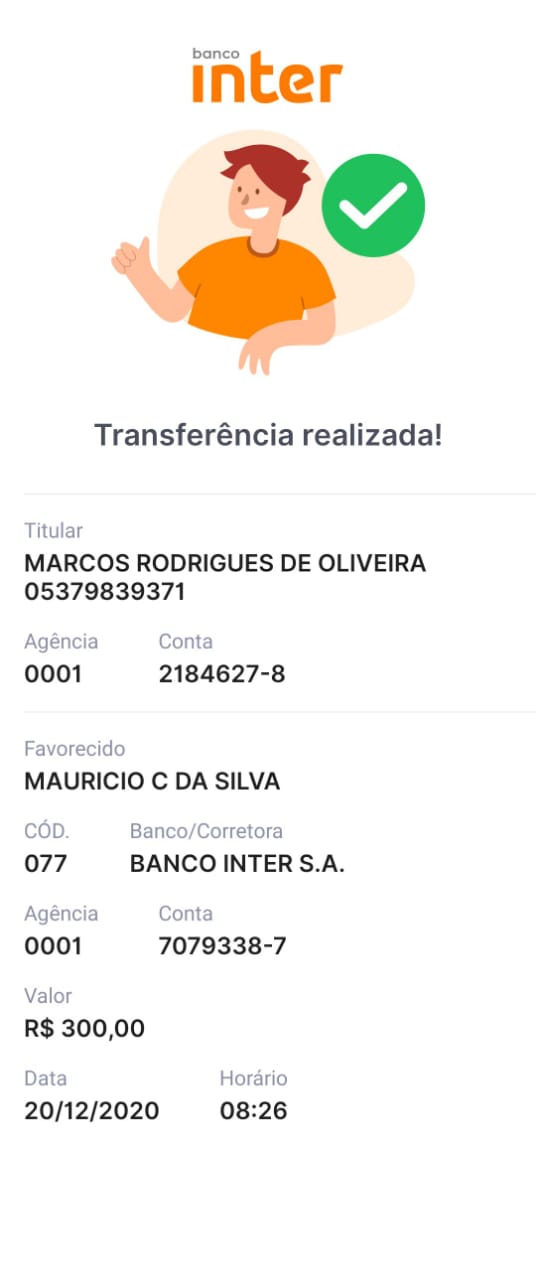 banco
inter
Transferência realizada!
Titular
MARCOS RODRIGUES DE OLIVEIRA
05379839371
Agência Conta
0001 2184627-8
Favorecido
MAURICIO C DA SILVA
CÓD. Banco/Corretora
077 BANCO INTER S.A.
Agência Conta
0001 7079338-7
Valor
R$ 300,00
Data Horário
20/12/2020 08:26